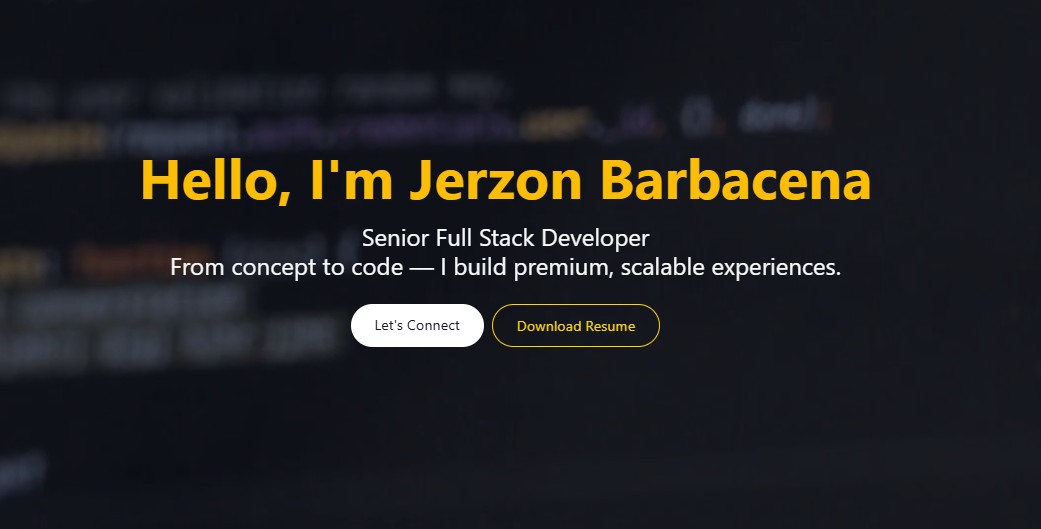 Hello, I'm Jerzon Barbacena
Senior Full Stack Developer
From concept to code — I build premium, scalable experiences.
Let's Connect
Download Resume